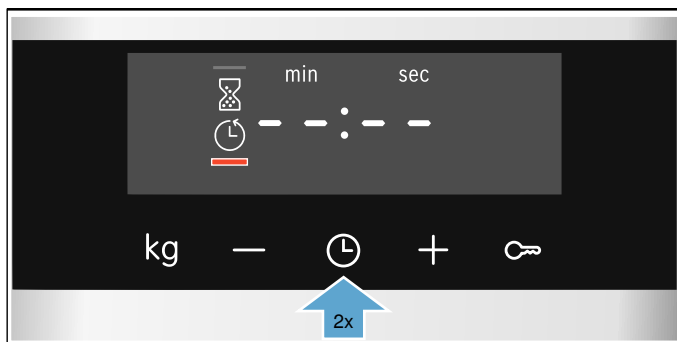 min sec
--:--
kg − +
2x